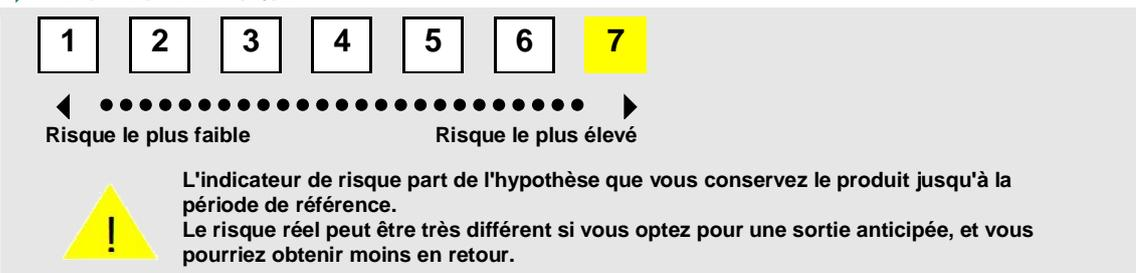 1 2 3 4 5 6 7
Risque le plus faible Risque le plus élevé
L'indicateur de risque part de l'hypothèse que vous conservez le produit jusqu'à la
période de référence.
!
Le risque réel peut être très différent si vous optez pour une sortie anticipée, et vous
pourriez obtenir moins en retour.